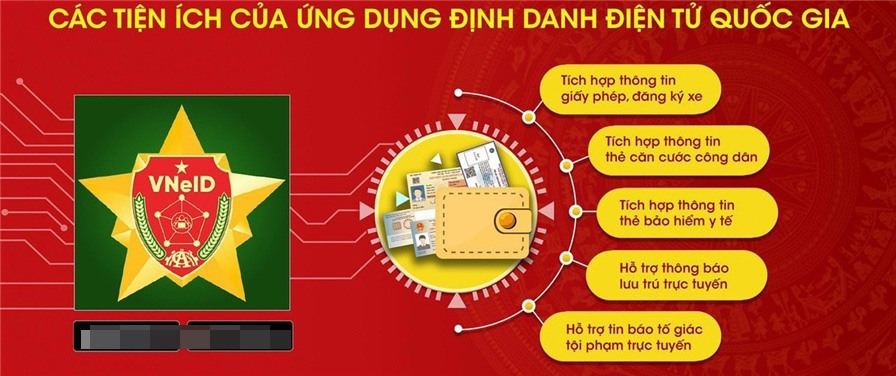 CÁC TIỆN ÍCH CỦA ỨNG DỤNG ĐỊNH DANH ĐIỆN TỬ QUỐC GIA
VNeID
Tích hợp thông tin
giấy phép, đăng ký xe
Tích hợp thông tin
thẻ căn cước công dân
Tích hợp thông tin
thẻ bảo hiểm y tế
Hỗ trợ thông báo
lưu trú trực tuyến
Hỗ trợ tin báo tố giác
tội phạm trực tuyến